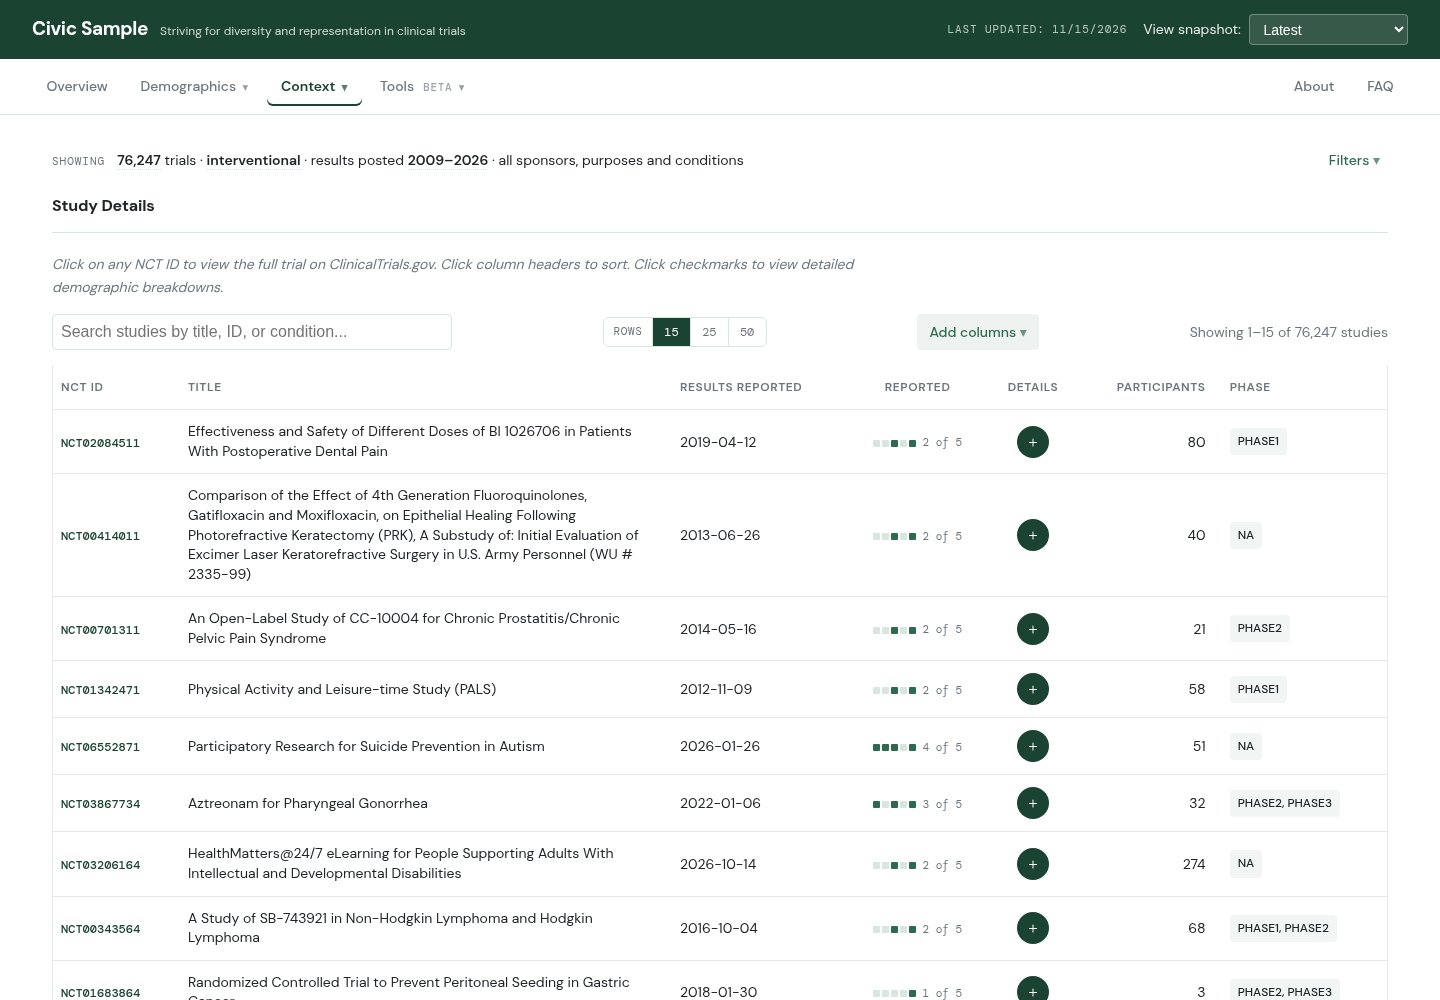 Civic Sample Striving for diversity and representation in clinical trials LAST UPDATED: 11/15/2026 View snapshot: Latest
Overview Demographics ▾ Context ▾ Tools BETA ▾ About FAQ
SHOWING 76,247 trials · interventional · results posted 2009–2026 · all sponsors, purposes and conditions Filters ▾
Study Details
Click on any NCT ID to view the full trial on ClinicalTrials.gov. Click column headers to sort. Click checkmarks to view detailed
demographic breakdowns.
Search studies by title, ID, or condition... ROWS 15 25 50 Add columns ▾ Showing 1–15 of 76,247 studies
NCT ID TITLE RESULTS REPORTED REPORTED DETAILS PARTICIPANTS PHASE
NCT02084511 Effectiveness and Safety of Different Doses of BI 1026706 in Patients
With Postoperative Dental Pain 2019-04-12 2 of 5 + 80 PHASE1
Comparison of the Effect of 4th Generation Fluoroquinolones,
Gatifloxacin and Moxifloxacin, on Epithelial Healing Following
NCT00414011 Photorefractive Keratectomy (PRK), A Substudy of: Initial Evaluation of 2013-06-26 2 of 5 + 40 NA
Excimer Laser Keratorefractive Surgery in U.S. Army Personnel (WU #
2335-99)
NCT00701311 An Open-Label Study of CC-10004 for Chronic Prostatitis/Chronic
Pelvic Pain Syndrome 2014-05-16 2 of 5 + 21 PHASE2
NCT01342471 Physical Activity and Leisure-time Study (PALS) 2012-11-09 2 of 5 + 58 PHASE1
NCT06552871 Participatory Research for Suicide Prevention in Autism 2026-01-26 4 of 5 + 51 NA
NCT03867734 Aztreonam for Pharyngeal Gonorrhea 2022-01-06 3 of 5 + 32 PHASE2, PHASE3
NCT03206164 HealthMatters@24/7 eLearning for People Supporting Adults With
Intellectual and Developmental Disabilities 2026-10-14 2 of 5 + 274 NA
NCT00343564 A Study of SB-743921 in Non-Hodgkin Lymphoma and Hodgkin
Lymphoma 2016-10-04 2 of 5 + 68 PHASE1, PHASE2
NCT01683864 Randomized Controlled Trial to Prevent Peritoneal Seeding in Gastric
2018-01-30 1 of 5 + 3 PHASE2, PHASE3